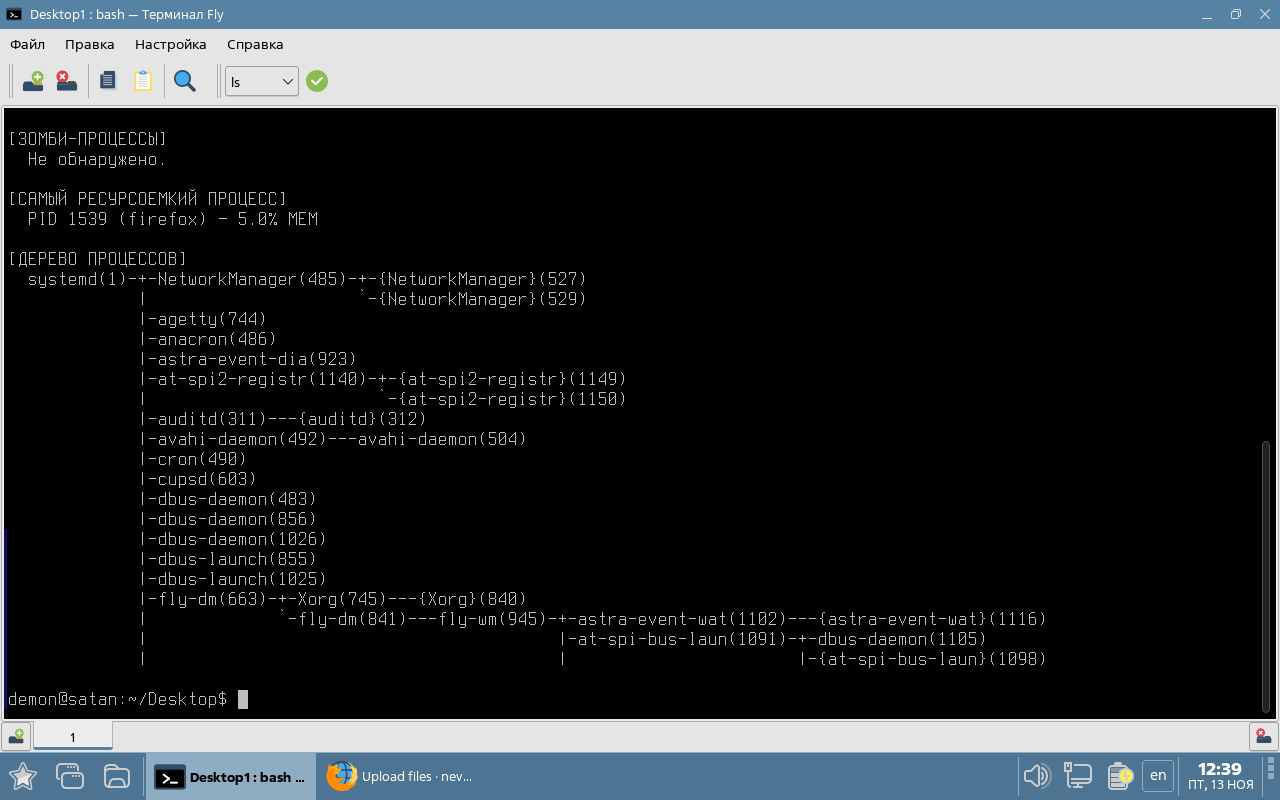 Desktop1 : bash — Терминал Fly
Файл Правка Настройка Справка
ls
[ЗОМБИ-ПРОЦЕССЫ]
  Не обнаружено.
[САМЫЙ РЕСУРСОЕМКИЙ ПРОЦЕСС]
  PID 1539 (firefox) - 5.0% MEM
[ДЕРЕВО ПРОЦЕССОВ]
  systemd(1)-+-NetworkManager(485)-+-{NetworkManager}(527)
             |                     `-{NetworkManager}(529)
             |-agetty(744)
             |-anacron(486)
             |-astra-event-dia(923)
             |-at-spi2-registr(1140)-+-{at-spi2-registr}(1149)
             |                       `-{at-spi2-registr}(1150)
             |-auditd(311)---{auditd}(312)
             |-avahi-daemon(492)---avahi-daemon(504)
             |-cron(490)
             |-cupsd(603)
             |-dbus-daemon(483)
             |-dbus-daemon(856)
             |-dbus-daemon(1026)
             |-dbus-launch(855)
             |-dbus-launch(1025)
             |-fly-dm(663)-+-Xorg(745)---{Xorg}(840)
             |             `-fly-dm(841)---fly-wm(945)-+-astra-event-wat(1102)---{astra-event-wat}(1116)
             |                                         |-at-spi-bus-laun(1091)-+-dbus-daemon(1105)
             |                                         |                       |-{at-spi-bus-laun}(1098)
demon@satan:~/Desktop$
1
Desktop1 : bash ...
Upload files · nev...
en
12:39
ПТ, 13 НОЯ